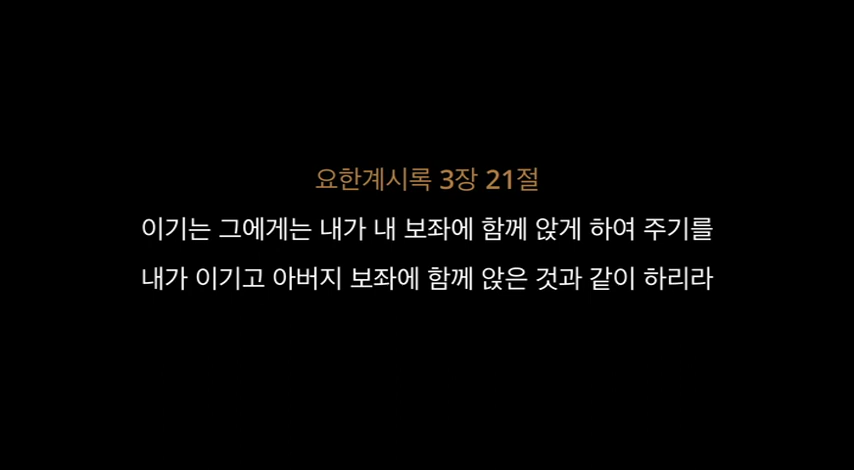 요한계시록 3장 21절
이기는 그에게는 내가 내 보좌에 함께 앉게 하여 주기를
내가 이기고 아버지 보좌에 함께 앉은 것과 같이 하리라